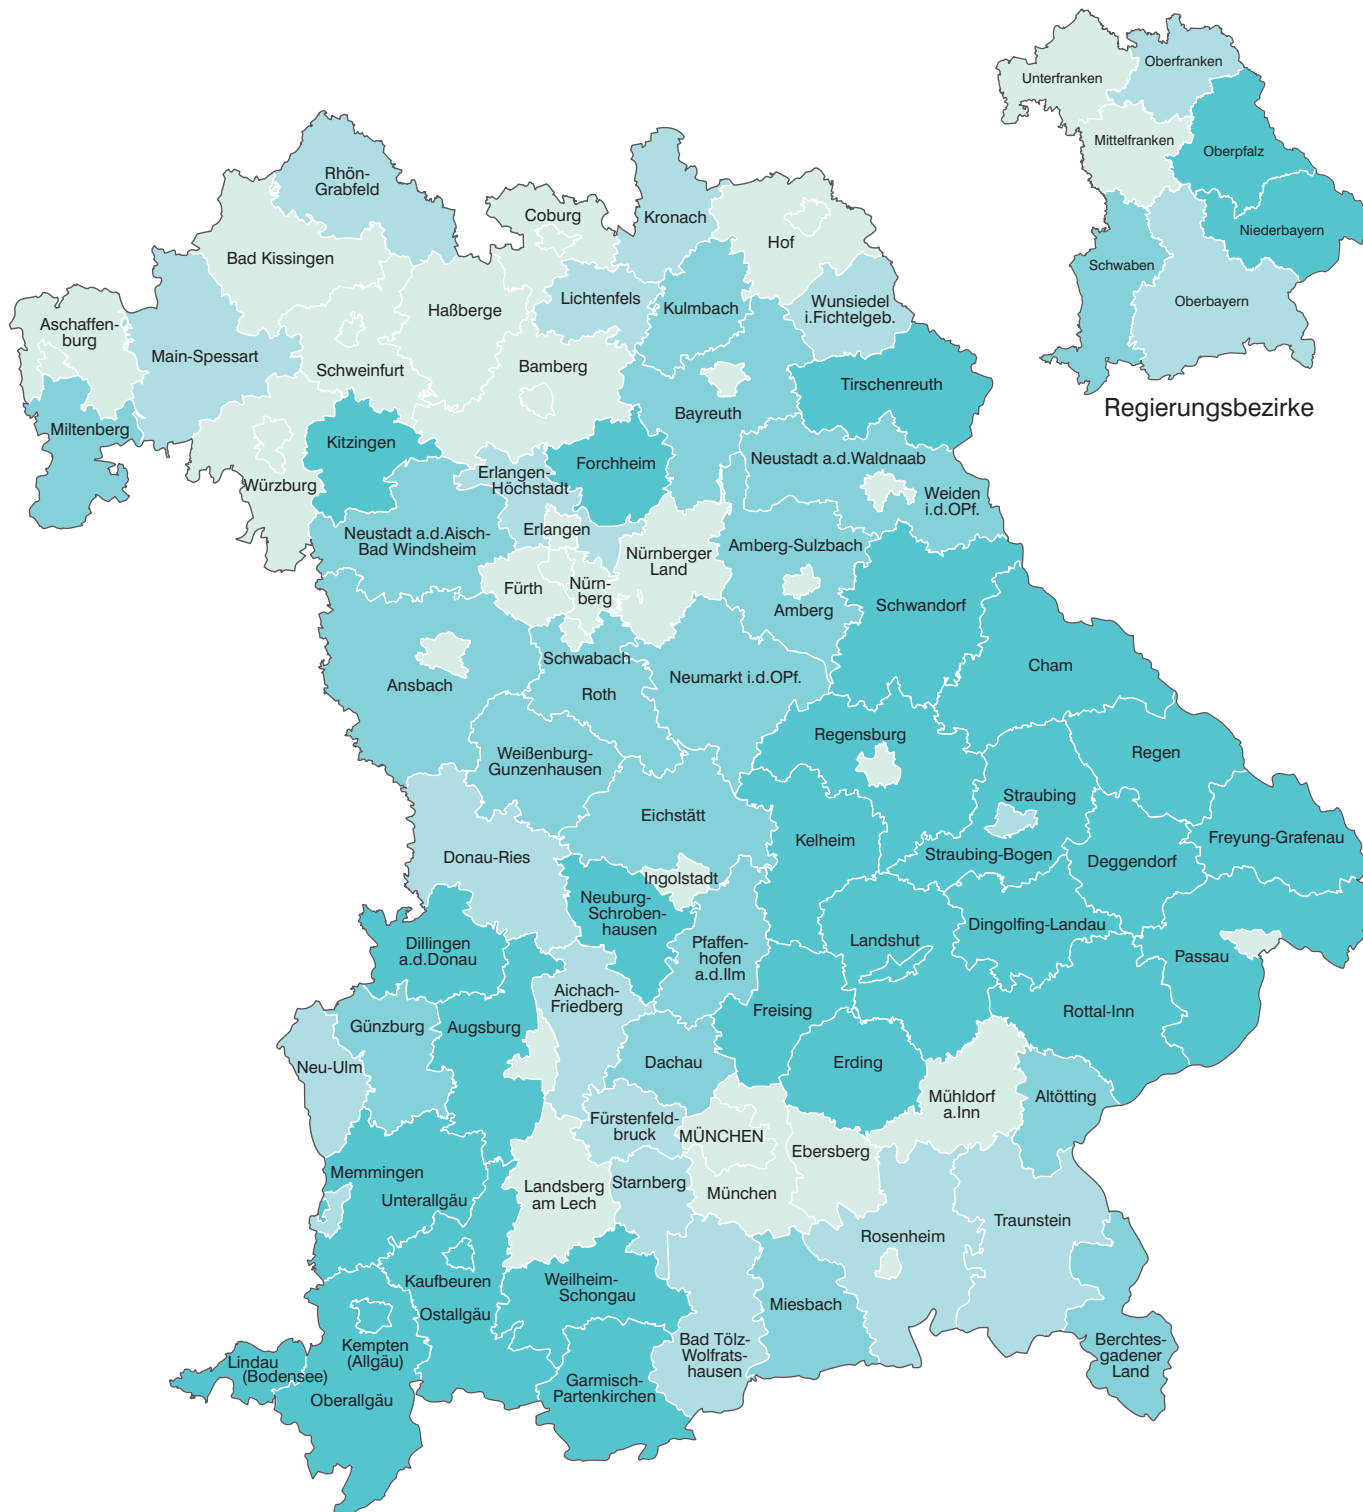 Unterfranken
Oberfranken
Mittelfranken
Oberpfalz
Niederbayern
Schwaben
Oberbayern
Regierungsbezirke
Rhön-
Grabfeld
Coburg
Kronach
Hof
Bad Kissingen
Lichtenfels
Kulmbach
Wunsiedel
i.Fichtelgeb.
Haßberge
Aschaffen-
burg
Main-Spessart
Schweinfurt
Bamberg
Tirschenreuth
Bayreuth
Miltenberg
Kitzingen
Forchheim
Neustadt a.d.Waldnaab
Erlangen-
Höchstadt
Würzburg
Weiden
i.d.OPf.
Neustadt a.d.Aisch-
Bad Windsheim
Erlangen
Nürnberger
Land
Amberg-Sulzbach
Fürth
Nürn-
berg
Amberg
Schwandorf
Schwabach
Cham
Ansbach
Roth
Neumarkt i.d.OPf.
Regensburg
Regen
Weißenburg-
Gunzenhausen
Straubing
Eichstätt
Kelheim
Freyung-Grafenau
Donau-Ries
Straubing-Bogen
Deggendorf
Ingolstadt
Neuburg-
Schroben-
hausen
Dingolfing-Landau
Dillingen
a.d.Donau
Pfaffen-
hofen
a.d.Ilm
Landshut
Passau
Aichach-
Friedberg
Freising
Rottal-Inn
Günzburg
Augsburg
Neu-Ulm
Dachau
Erding
Mühldorf
a.Inn
Altötting
Fürstenfeld-
bruck
MÜNCHEN
Ebersberg
Memmingen
Unterallgäu
Landsberg
am Lech
Starnberg
München
Rosenheim
Traunstein
Kaufbeuren
Weilheim-
Schongau
Ostallgäu
Miesbach
Bad Tölz-
Wolfrats-
hausen
Kempten
(Allgäu)
Lindau
(Bodensee)
Oberallgäu
Garmisch-
Partenkirchen
Berchtes-
gadener
Land